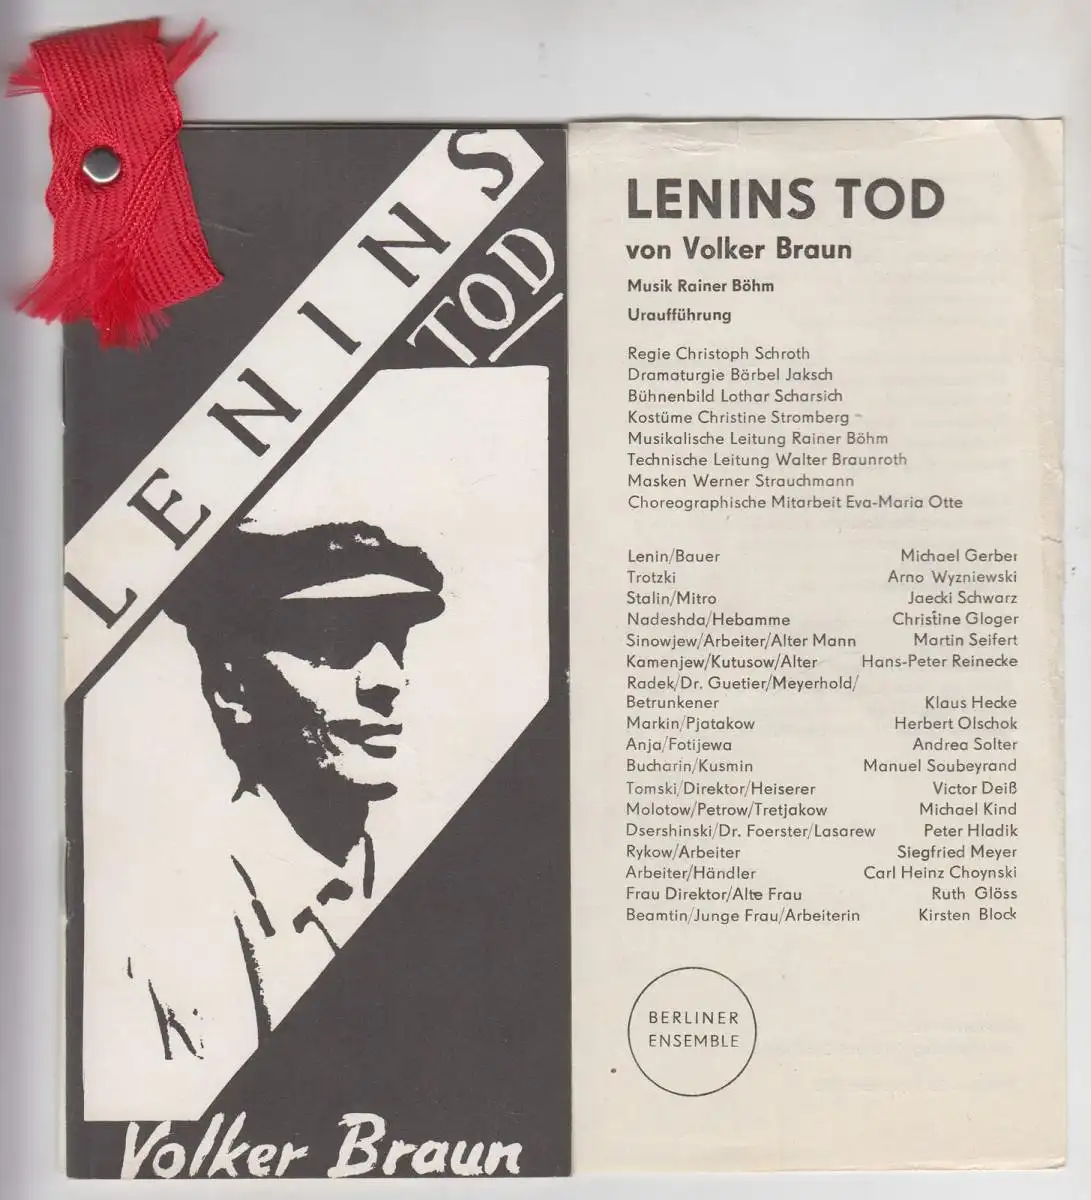 LENINS
TOD
Volker Braun
LENINS TOD
von Volker Braun
Musik Rainer Böhm
Uraufführung
Regie Christoph Schroth
Dramaturgie Bärbel Jaksch
Bühnenbild Lothar Scharsich
Kostüme Christine Stromberg
Musikalische Leitung Rainer Böhm
Technische Leitung Walter Braunroth
Masken Werner Strauchmann
Choreographische Mitarbeit Eva-Maria Otte
Lenin/Bauer Michael Gerber
Trotzki Arno Wyzniewski
Stalin/Mitro Jaecki Schwarz
Nadeshda/Hebamme Christine Gloger
Sinowjew/Arbeiter/Alter Mann Martin Seifert
Kamenjew/Kutusow/Alter Hans-Peter Reinecke
Radek/Dr. Guetier/Meyerhold/
Betrunkener Klaus Hecke
Markin/Pjatakow Herbert Olschok
Anja/Fotijewa Andrea Solter
Bucharin/Kusmin Manuel Soubeyrand
Tomski/Direktor/Heiserer Victor Deiß
Molotow/Petrow/Tretjakow Michael Kind
Dsershinski/Dr. Foerster/Lasarew Peter Hladik
Rykow/Arbeiter Siegfried Meyer
Arbeiter/Händler Carl Heinz Choynski
Frau Direktor/Alte Frau Ruth Glöss
Beamtin/Junge Frau/Arbeiterin Kirsten Block
BERLINER
ENSEMBLE